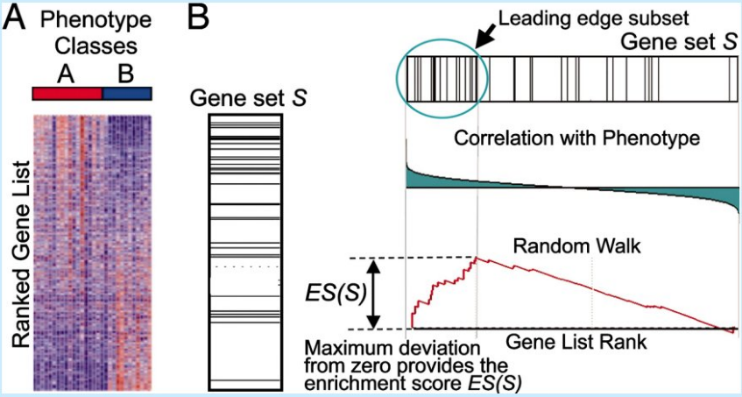 A
Phenotype
Classes
A B
Ranked Gene List
B
Gene set S
Leading edge subset
Gene set S
Correlation with Phenotype
Random Walk
ES(S)
Gene List Rank
Maximum deviation
from zero provides the
enrichment score ES(S)